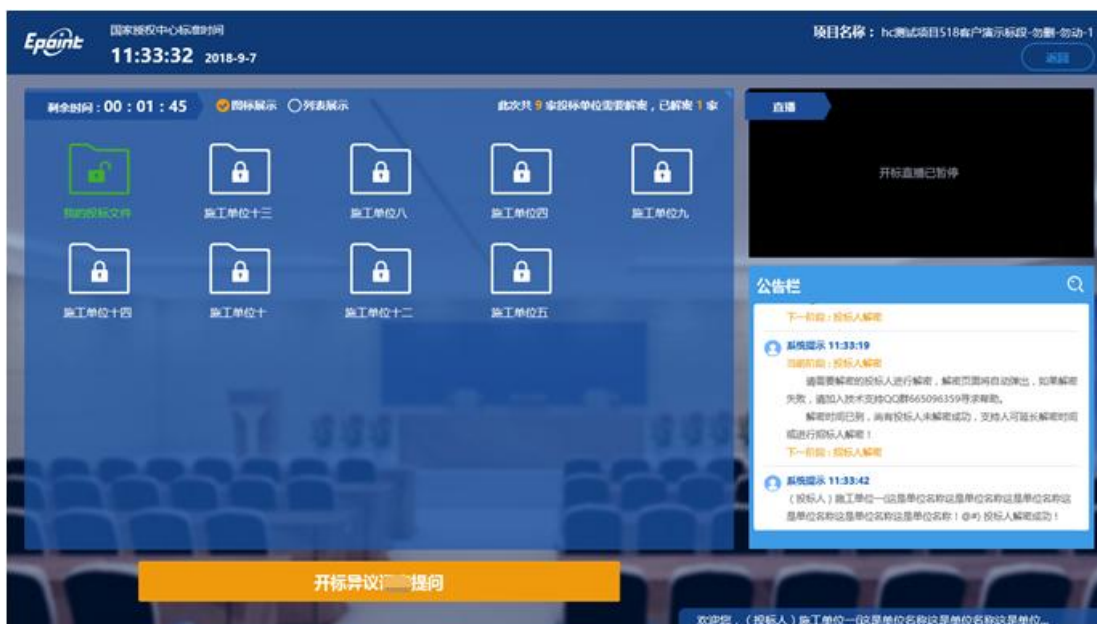 Epoint
国家授权中心标准时间
11:33:32 2018-9-7
项目名称：hc测试项目518客户演示标段-勿删-勿动-1
返回
剩余时间：00：01：45
图标展示 列表展示
此次共 9 家投标单位需要解密，已解密 1 家
我的投标文件
施工单位十三
施工单位八
施工单位四
施工单位九
施工单位十四
施工单位十
施工单位十二
施工单位五
直播
开标直播已暂停
公告栏
下一阶段：投标人解密
系统提示 11:33:19
当前阶段：投标人解密
请需要解密的投标人进行解密，解密页面将自动弹出，如果解密
失败，请加入技术支持QQ群665096359寻求帮助。
解密时间已到，尚有投标人未解密成功，支持人可延长解密时间
或进行招标人解密！
下一阶段：招标人解密
系统提示 11:33:42
（投标人）施工单位一(这是单位名称这是单位名称这是单位名称这
是单位名称这是单位名称这是单位名称！@#) 投标人解密成功！
开标异议 提问
欢迎您，（投标人）施工单位一(这是单位名称这是单位名称这是单位...